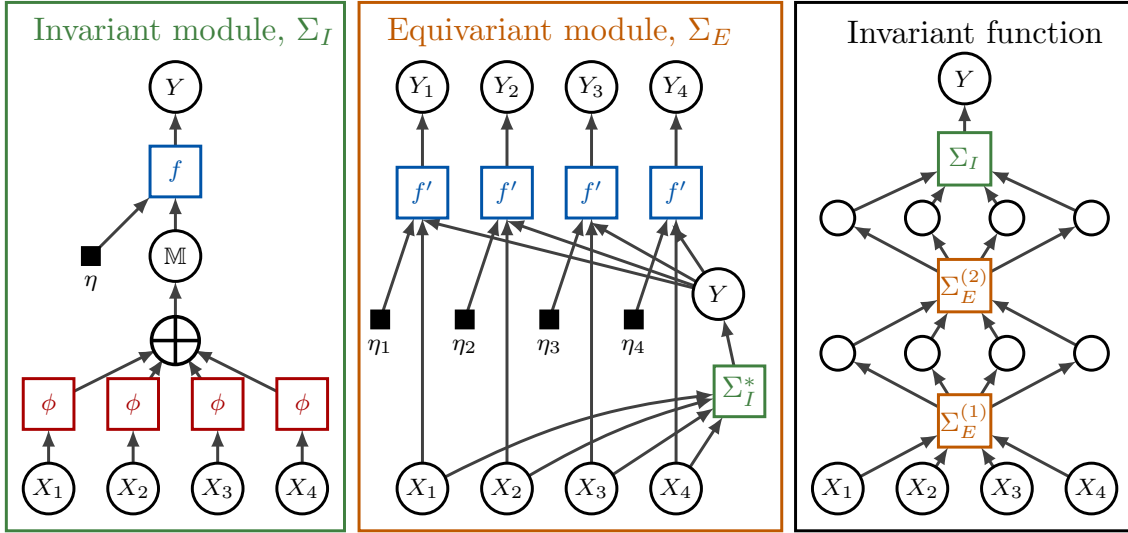 Invariant module, Σ_I
Y
f
𝕄
η
ϕ ϕ ϕ ϕ
X_1 X_2 X_3 X_4
Equivariant module, Σ_E
Y_1 Y_2 Y_3 Y_4
f′ f′ f′ f′
Y
η_1 η_2 η_3 η_4
Σ_I^*
X_1 X_2 X_3 X_4
Invariant function
Y
Σ_I
Σ_E^{(2)}
Σ_E^{(1)}
X_1 X_2 X_3 X_4